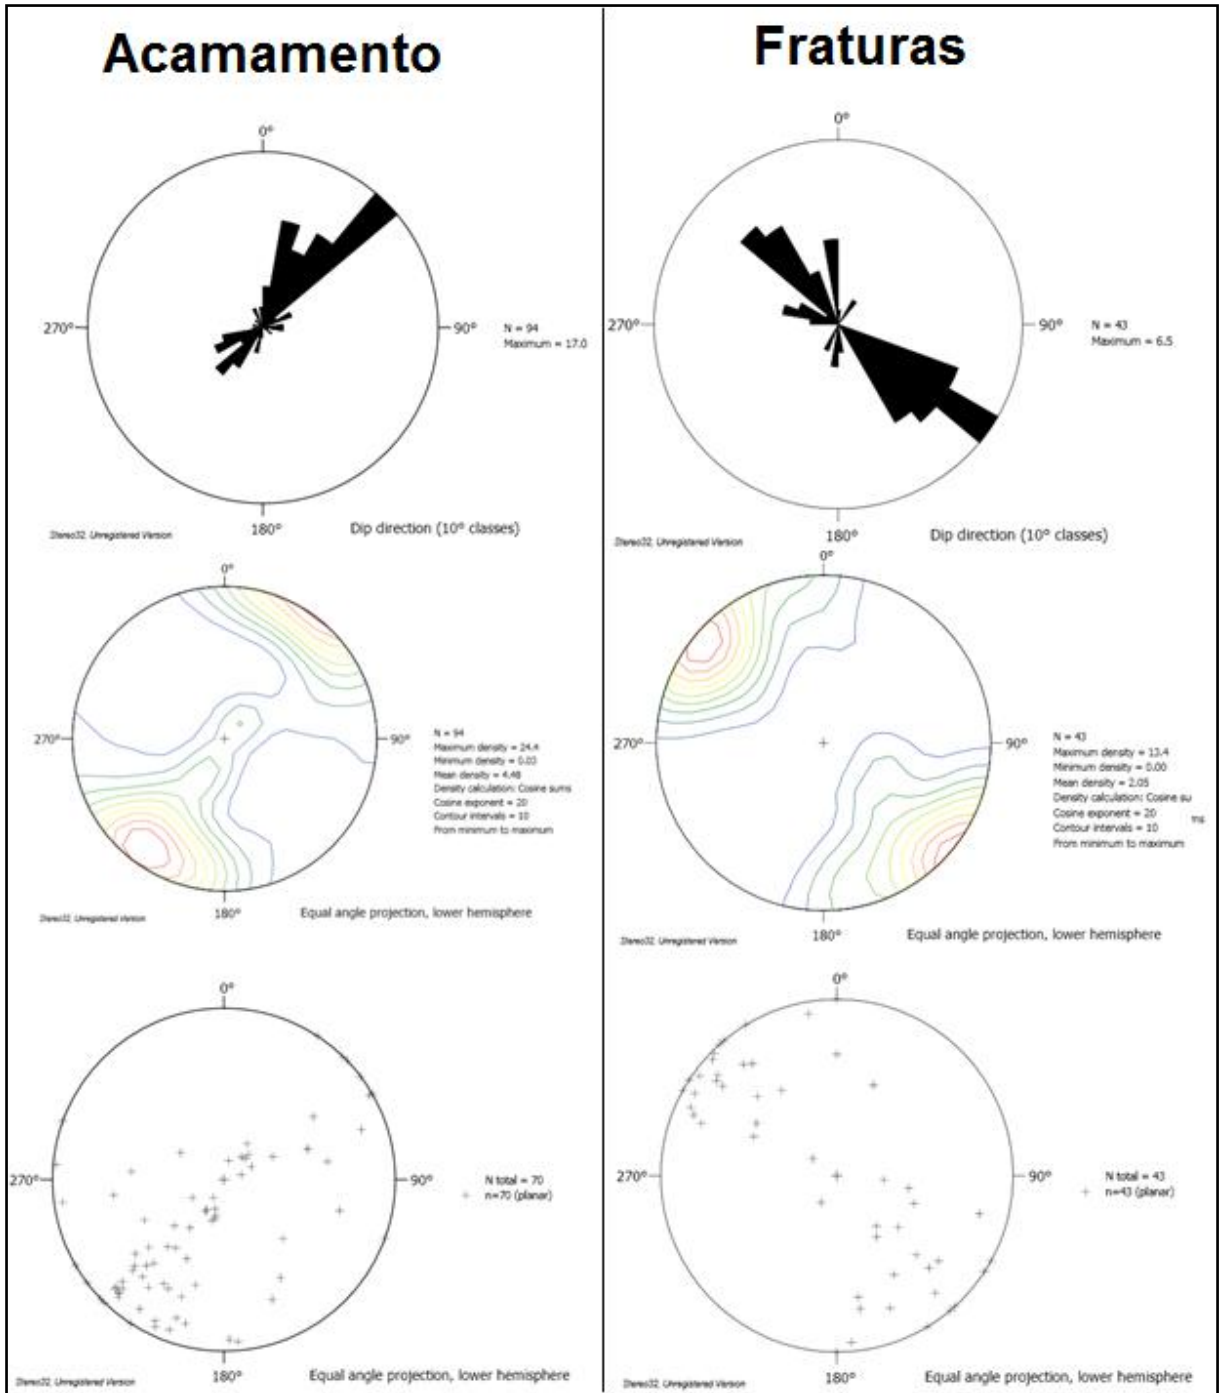 Acamamento
0°
270°
90°
N = 94
Maximum = 17.0
180°
Dip direction (10° classes)
Stereo32, Unregistered Version
0°
270°
90°
N = 94
Maximum density = 24.4
Minimum density = 0.03
Mean density = 4.48
Density calculation: Cosine sums
Cosine exponent = 20
Contour intervals = 10
From minimum to maximum
180°
Equal angle projection, lower hemisphere
Stereo32, Unregistered Version
0°
270°
90°
N total = 70
n=70 (planar)
180°
Equal angle projection, lower hemisphere
Stereo32, Unregistered Version
Fraturas
0°
270°
90°
N = 43
Maximum = 6.5
180°
Dip direction (10° classes)
Stereo32, Unregistered Version
0°
270°
90°
N = 43
Maximum density = 13.4
Minimum density = 0.00
Mean density = 2.05
Density calculation: Cosine su
ms
Cosine exponent = 20
Contour intervals = 10
From minimum to maximum
180°
Equal angle projection, lower hemisphere
Stereo32, Unregistered Version
0°
270°
90°
N total = 43
n=43 (planar)
180°
Equal angle projection, lower hemisphere
Stereo32, Unregistered Version